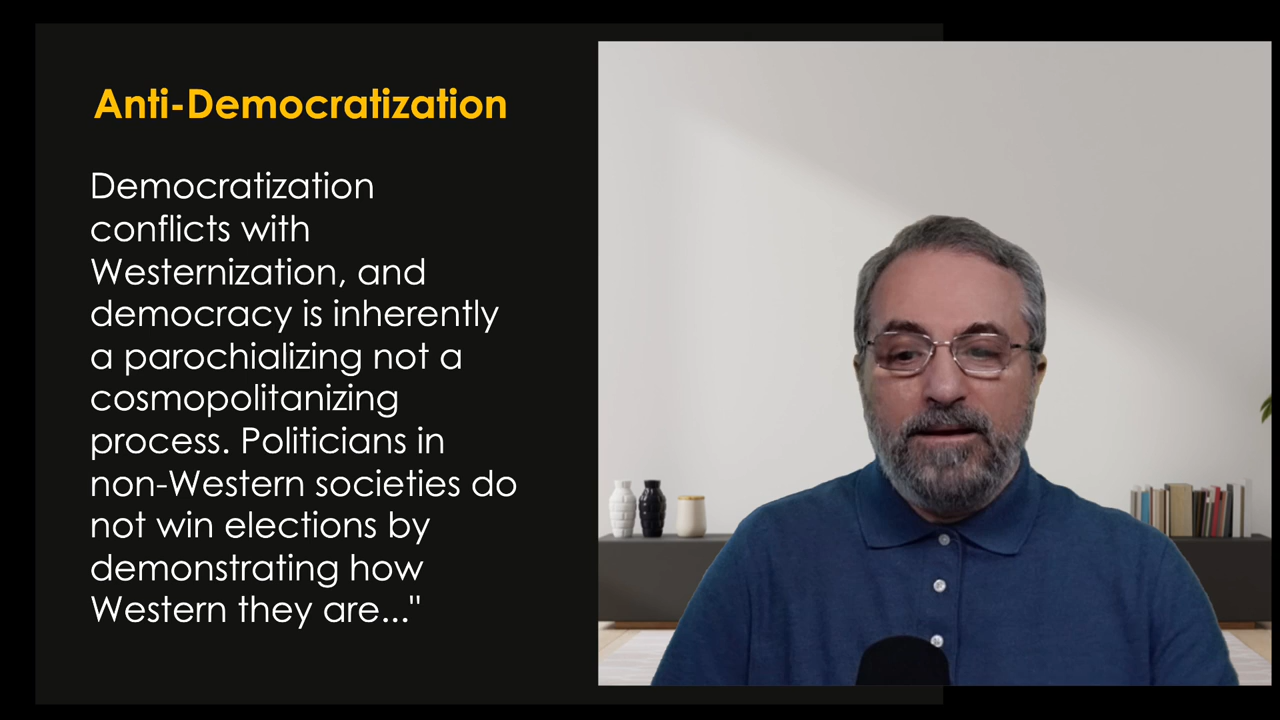 Anti-Democratization
Democratization
conflicts with
Westernization, and
democracy is inherently
a parochializing not a
cosmopolitanizing
process. Politicians in
non-Western societies do
not win elections by
demonstrating how
Western they are..."